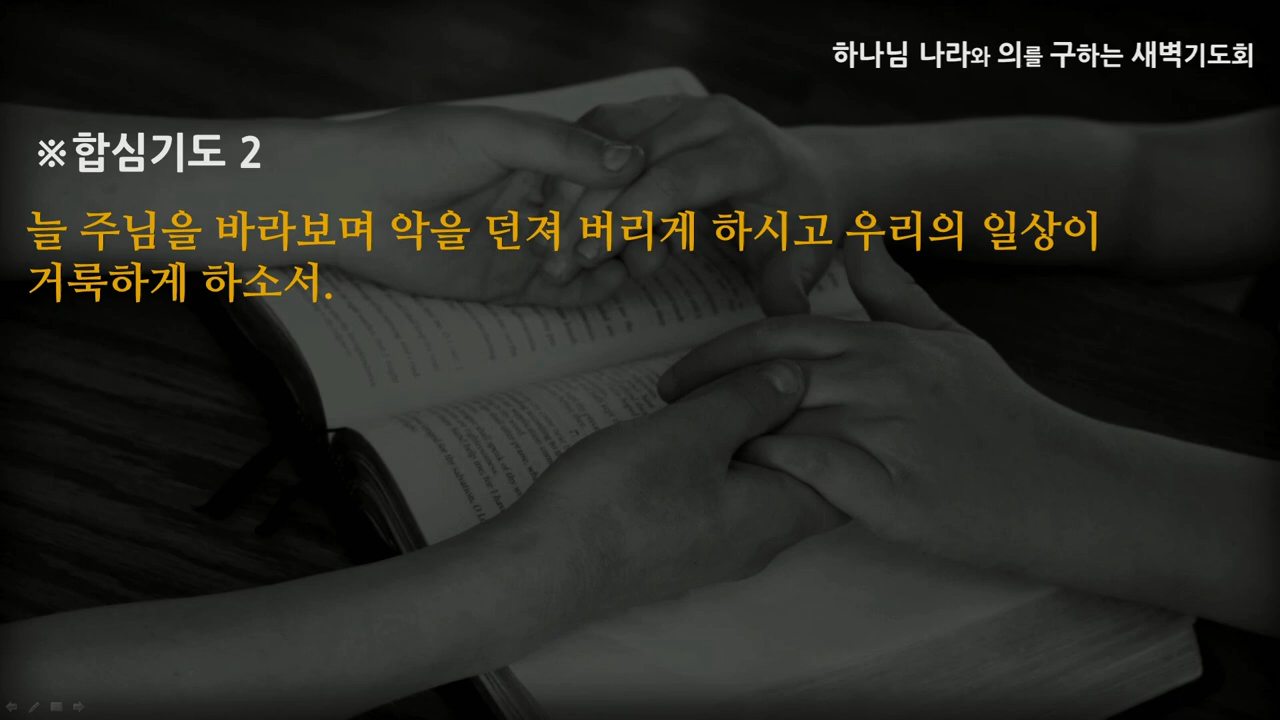 하나님 나라와 의를 구하는 새벽기도회
※합심기도 2
늘 주님을 바라보며 악을 던져 버리게 하시고 우리의 일상이
거룩하게 하소서.